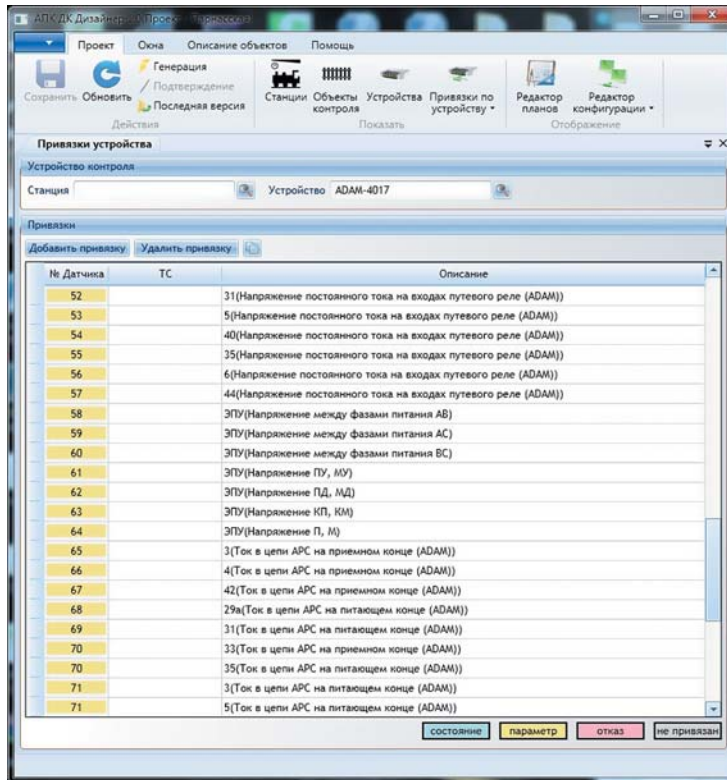 АПК ДК Дизайнер
Проект Окна Описание объектов Помощь
Сохранить Обновить Генерация
Подтверждение
Последняя версия
Действия
Станции Объекты контроля Устройства Привязки по устройству
Показать
Редактор планов Редактор конфигурации
Отображение
Привязки устройства
Устройство контроля
Станция Устройство ADAM-4017
Привязки
Добавить привязку Удалить привязку
№ Датчика ТС Описание
52 31(Напряжение постоянного тока на входах путевого реле (ADAM))
53 5(Напряжение постоянного тока на входах путевого реле (ADAM))
54 40(Напряжение постоянного тока на входах путевого реле (ADAM))
55 35(Напряжение постоянного тока на входах путевого реле (ADAM))
56 6(Напряжение постоянного тока на входах путевого реле (ADAM))
57 44(Напряжение постоянного тока на входах путевого реле (ADAM))
58 ЭПУ(Напряжение между фазами питания АВ)
59 ЭПУ(Напряжение между фазами питания АС)
60 ЭПУ(Напряжение между фазами питания ВС)
61 ЭПУ(Напряжение ПУ, МУ)
62 ЭПУ(Напряжение ПД, МД)
63 ЭПУ(Напряжение КП, КМ)
64 ЭПУ(Напряжение П, М)
65 3(Ток в цепи АРС на приемном конце (ADAM))
66 4(Ток в цепи АРС на приемном конце (ADAM))
67 42(Ток в цепи АРС на приемном конце (ADAM))
68 29а(Ток в цепи АРС на питающем конце (ADAM))
69 31(Ток в цепи АРС на питающем конце (ADAM))
70 33(Ток в цепи АРС на приемном конце (ADAM))
70 35(Ток в цепи АРС на питающем конце (ADAM))
71 3(Ток в цепи АРС на питающем конце (ADAM))
71 5(Ток в цепи АРС на питающем конце (ADAM))
состояние параметр отказ не привязан